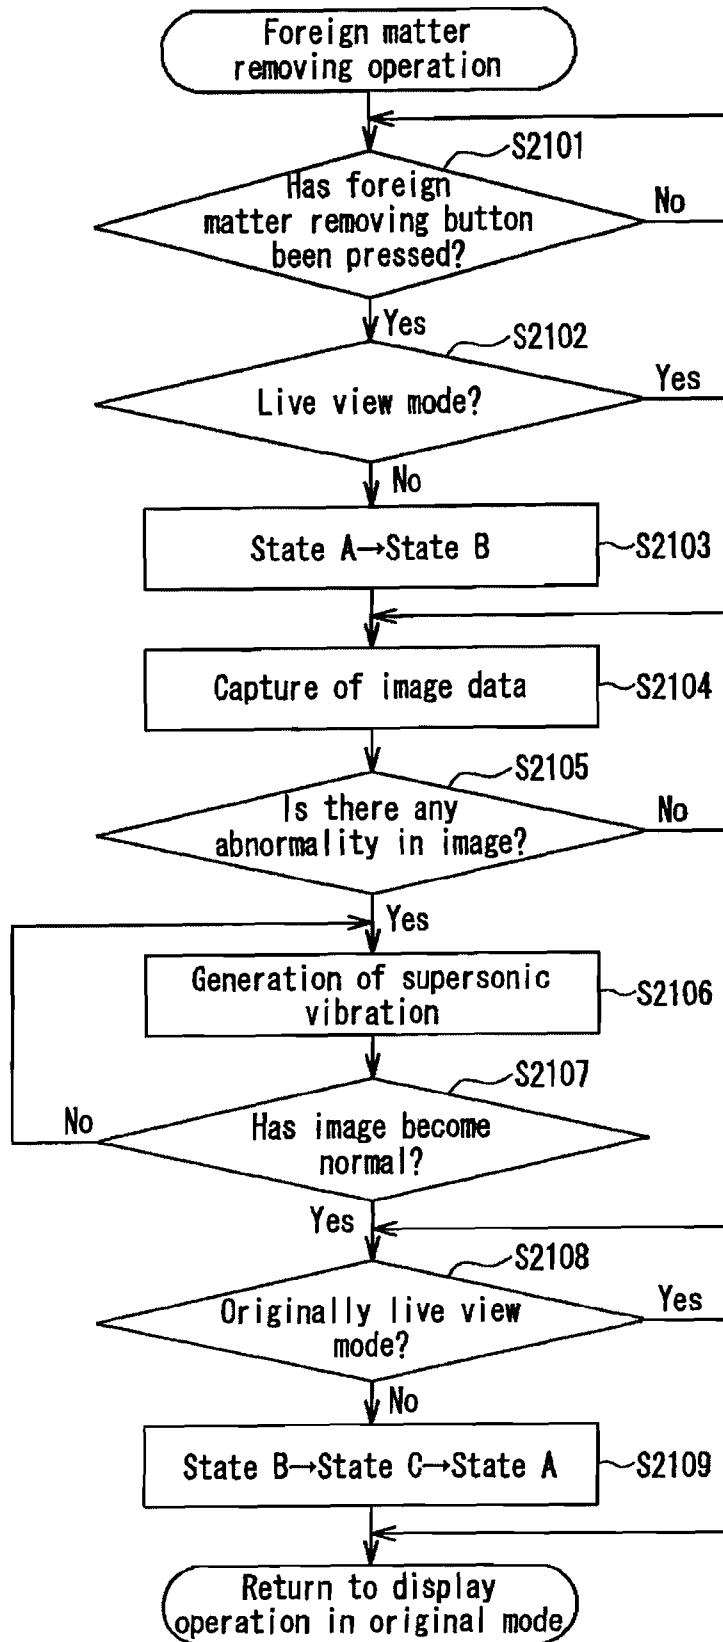 Foreign matter
removing operation
S2101
Has foreign
matter removing button
been pressed?
No
Yes
S2102
Live view mode?
Yes
No
State A→State B
S2103
Capture of image data
S2104
S2105
Is there any
abnormality in image?
No
Yes
Generation of supersonic
vibration
S2106
S2107
Has image become
normal?
No
Yes
S2108
Originally live view
mode?
Yes
No
State B→State C→State A
S2109
Return to display
operation in original mode